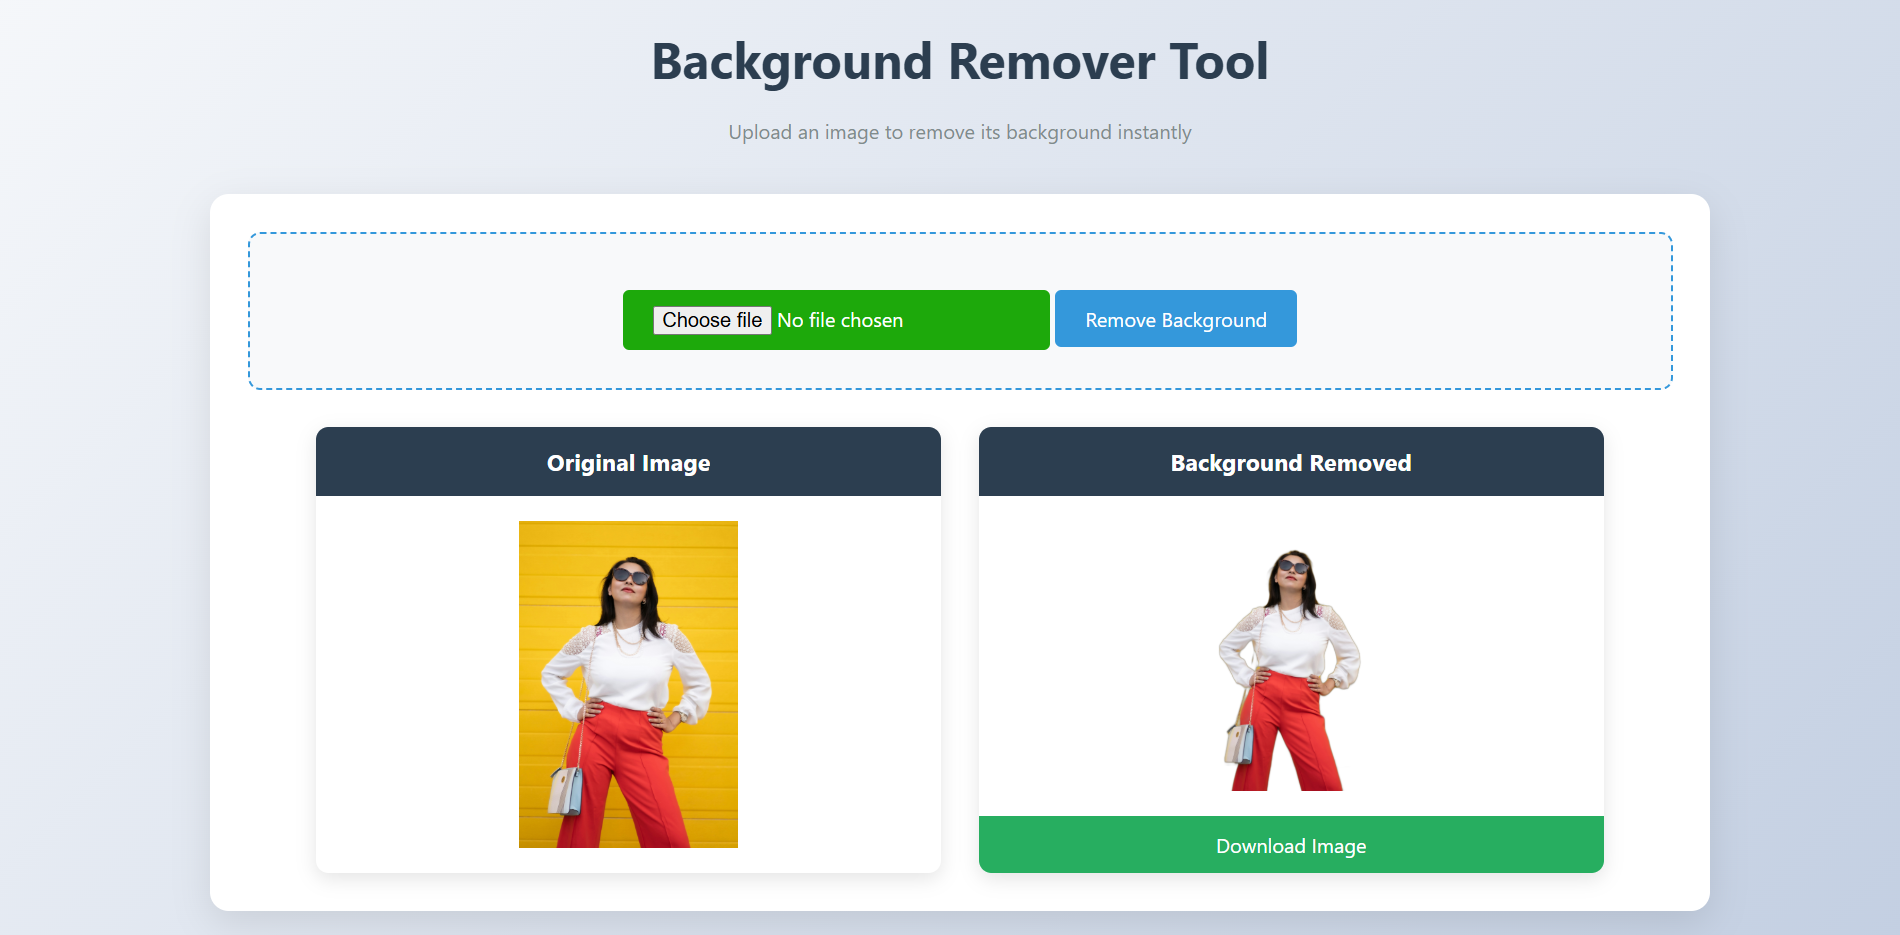 Background Remover Tool
Upload an image to remove its background instantly
Choose file No file chosen
Remove Background
Original Image
Background Removed
Download Image